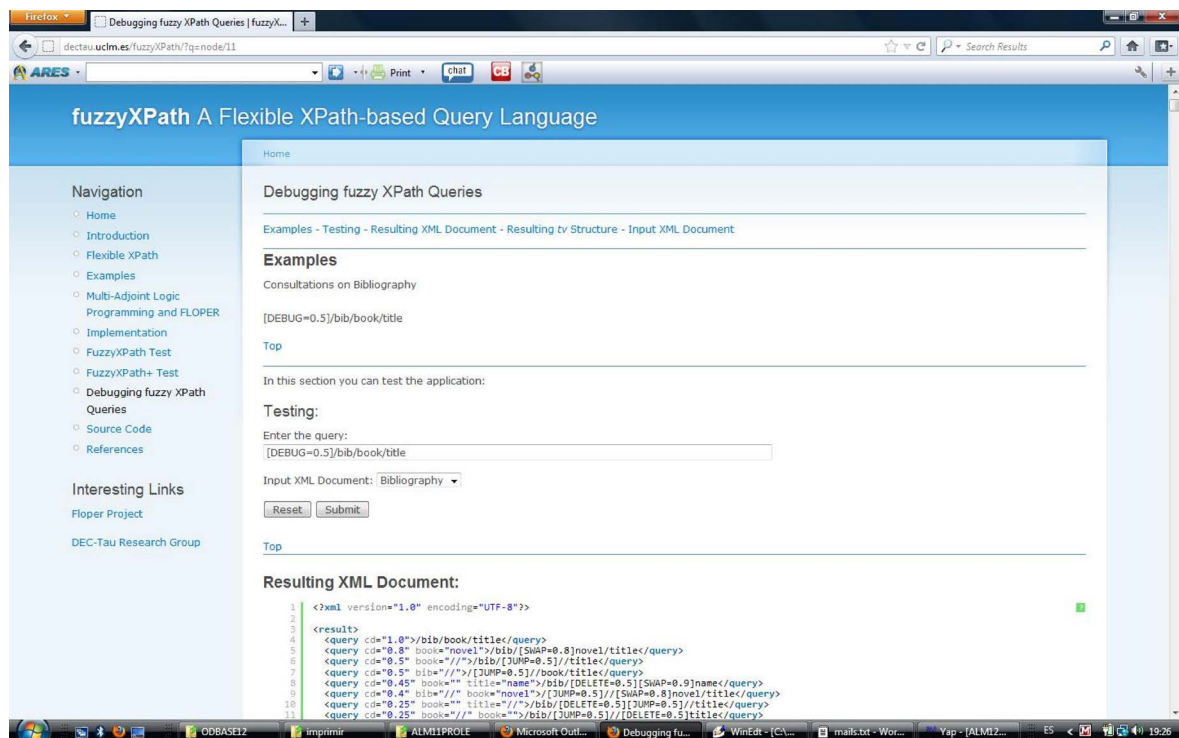 Firefox
Debugging fuzzy XPath Queries | fuzzyX...
dectau.uclm.es/fuzzyXPath/?q=node/11
Search Results
ARES
Print
chat
CB
fuzzyXPath A Flexible XPath-based Query Language
Home
Navigation
Home
Introduction
Flexible XPath
Examples
Multi-Adjoint Logic
Programming and FLOPER
Implementation
FuzzyXPath Test
FuzzyXPath+ Test
Debugging fuzzy XPath
Queries
Source Code
References
Interesting Links
Floper Project
DEC-Tau Research Group
Debugging fuzzy XPath Queries
Examples - Testing - Resulting XML Document - Resulting tv Structure - Input XML Document
Examples
Consultations on Bibliography
[DEBUG=0.5]/bib/book/title
Top
In this section you can test the application:
Testing:
Enter the query:
[DEBUG=0.5]/bib/book/title
Input XML Document: Bibliography
Reset Submit
Top
Resulting XML Document:
1 <?xml version="1.0" encoding="UTF-8"?>
2
3 <result>
4 <query cd="1.0">/bib/book/title</query>
5 <query cd="0.8" book="novel">/bib/[SWAP=0.8]novel/title</query>
6 <query cd="0.5" book="//">/bib/[JUMP=0.5]//title</query>
7 <query cd="0.5" bib="//">/[JUMP=0.5]//book/title</query>
8 <query cd="0.45" book="" title="name">/bib/[DELETE=0.5][SWAP=0.9]name</query>
9 <query cd="0.4" bib="//" book="novel">/[JUMP=0.5]//[SWAP=0.8]novel/title</query>
10 <query cd="0.25" book="" title="//">/bib/[DELETE=0.5][JUMP=0.5]//</query>
11 <query cd="0.25" book="//" book="">/bib/[JUMP=0.5]//[DELETE=0.5]title</query>
ODBASE12
imprimir
ALM11PROLE
Microsoft Outl...
Debugging fu...
WinEdt - [C:\...
mails.txt - Wor...
Yap - [ALM12...
ES
19:26